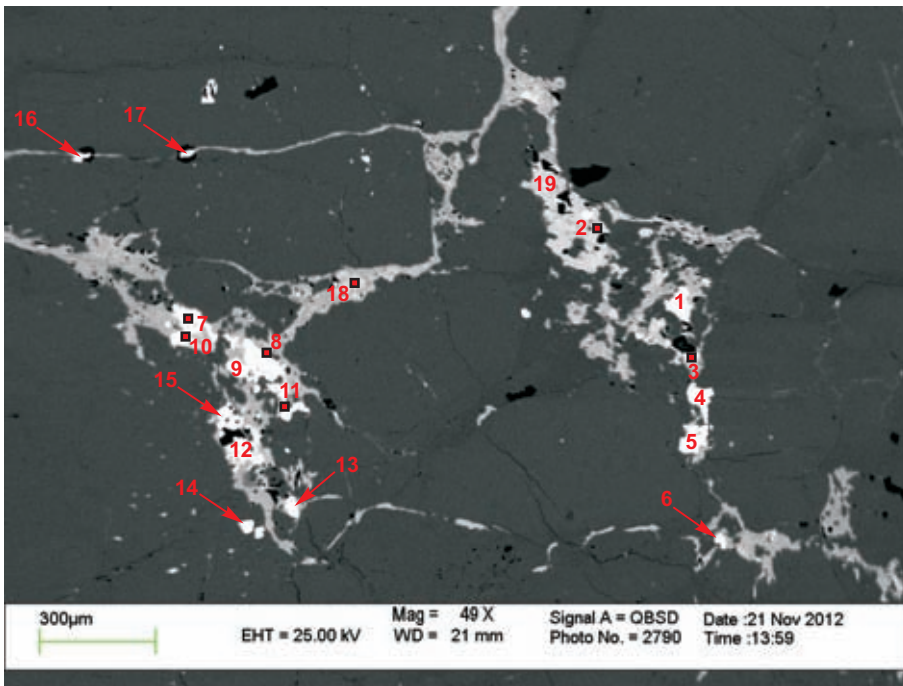 16
17
19
2
18
1
7
10
8
9
3
15
11
4
12
5
14
13
6
300µm
Mag = 49 X
EHT = 25.00 kV
WD = 21 mm
Signal A = QBSD
Photo No. = 2790
Date :21 Nov 2012
Time :13:59